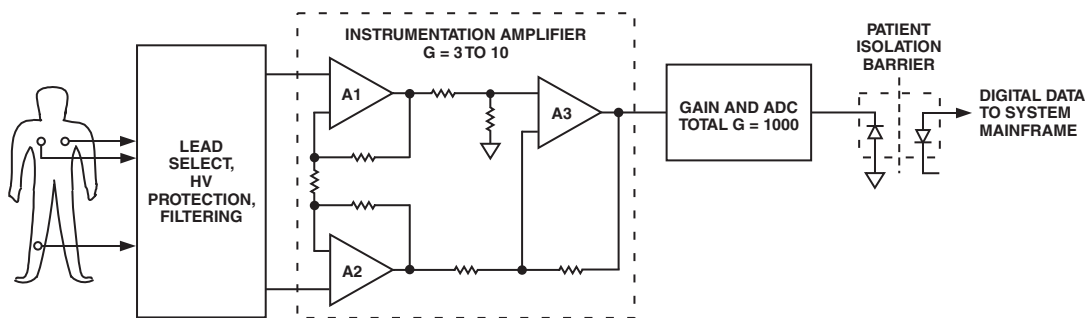 INSTRUMENTATION AMPLIFIER
G = 3 TO 10
A1
A2
A3
LEAD
SELECT,
HV
PROTECTION,
FILTERING
GAIN AND ADC
TOTAL G = 1000
PATIENT
ISOLATION
BARRIER
DIGITAL DATA
TO SYSTEM
MAINFRAME